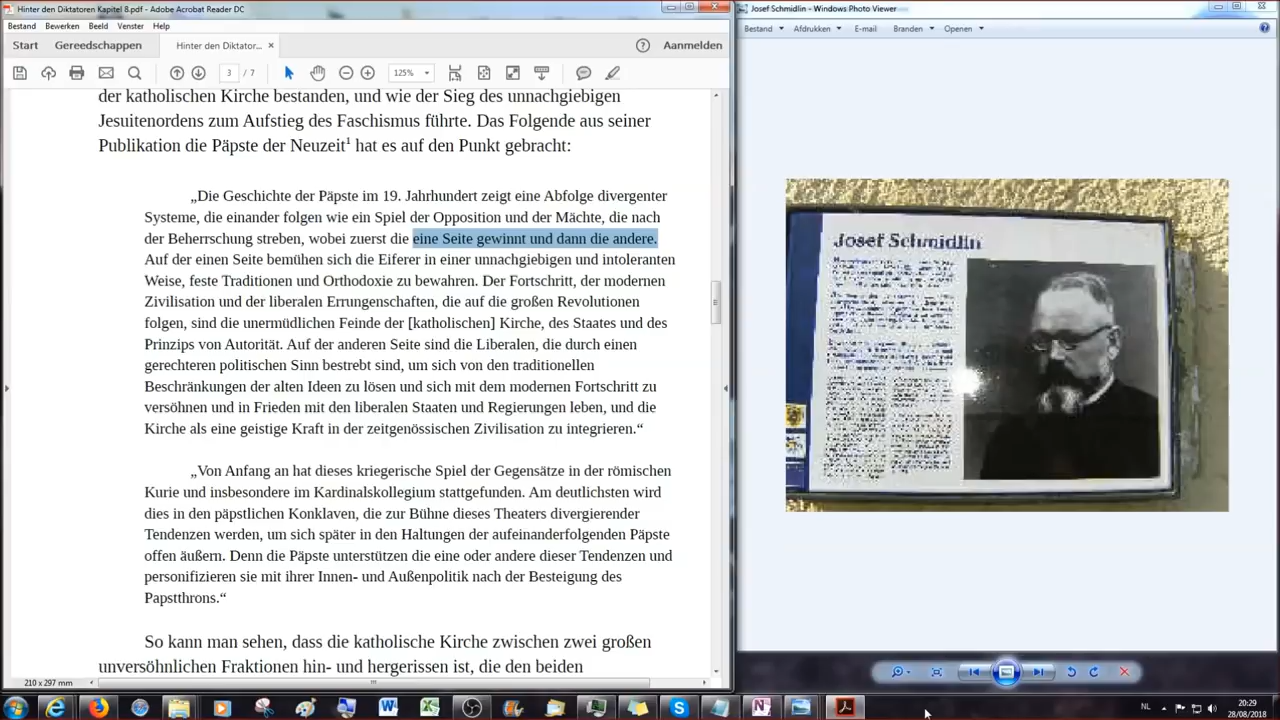 Hinter den Diktatoren Kapitel 8.pdf - Adobe Acrobat Reader DC
Bestand Bewerken Beeld Venster Help
Start Gereedschappen Hinter den Diktator... × Aanmelden
3 / 7 125%
der katholischen Kirche bestanden, und wie der Sieg des unnachgiebigen
Jesuitenordens zum Aufstieg des Faschismus führte. Das Folgende aus seiner
Publikation die Päpste der Neuzeit¹ hat es auf den Punkt gebracht:
„Die Geschichte der Päpste im 19. Jahrhundert zeigt eine Abfolge divergenter
Systeme, die einander folgen wie ein Spiel der Opposition und der Mächte, die nach
der Beherrschung streben, wobei zuerst die eine Seite gewinnt und dann die andere.
Auf der einen Seite bemühen sich die Eiferer in einer unnachgiebigen und intoleranten
Weise, feste Traditionen und Orthodoxie zu bewahren. Der Fortschritt, der modernen
Zivilisation und der liberalen Errungenschaften, die auf die großen Revolutionen
folgen, sind die unermüdlichen Feinde der [katholischen] Kirche, des Staates und des
Prinzips von Autorität. Auf der anderen Seite sind die Liberalen, die durch einen
gerechteren politischen Sinn bestrebt sind, um sich von den traditionellen
Beschränkungen der alten Ideen zu lösen und sich mit dem modernen Fortschritt zu
versöhnen und in Frieden mit den liberalen Staaten und Regierungen leben, und die
Kirche als eine geistige Kraft in der zeitgenössischen Zivilisation zu integrieren.“
„Von Anfang an hat dieses kriegerische Spiel der Gegensätze in der römischen
Kurie und insbesondere im Kardinalskollegium stattgefunden. Am deutlichsten wird
dies in den päpstlichen Konklaven, die zur Bühne dieses Theaters divergierender
Tendenzen werden, um sich später in den Haltungen der aufeinanderfolgenden Päpste
offen äußern. Denn die Päpste unterstützen die eine oder andere dieser Tendenzen und
personifizieren sie mit ihrer Innen- und Außenpolitik nach der Besteigung des
Papstthrons.“
So kann man sehen, dass die katholische Kirche zwischen zwei großen
unversöhnlichen Fraktionen hin- und hergerissen ist, die den beiden
210 x 297 mm
Josef Schmidlin - Windows Photo Viewer
Bestand Afdrukken E-mail Branden Openen
Josef Schmidlin
NL
20:29
28/08/2018